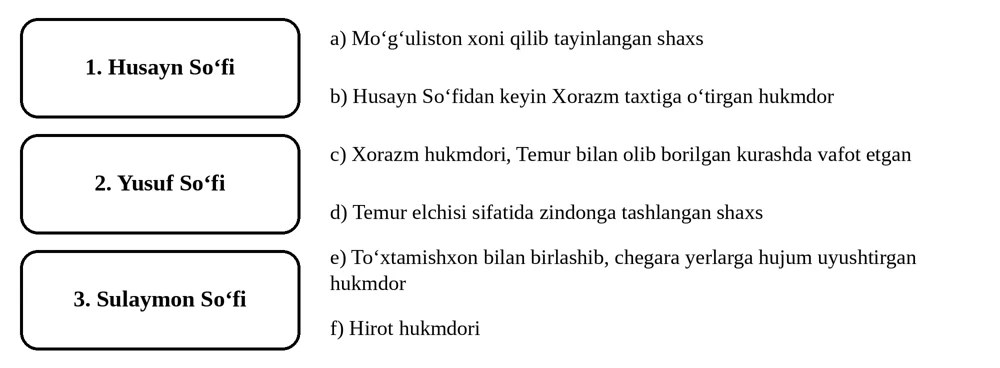 1. Husayn So‘fi
2. Yusuf So‘fi
3. Sulaymon So‘fi
a) Mo‘g‘uliston xoni qilib tayinlangan shaxs
b) Husayn So‘fidan keyin Xorazm taxtiga o‘tirgan hukmdor
c) Xorazm hukmdori, Temur bilan olib borilgan kurashda vafot etgan
d) Temur elchisi sifatida zindonga tashlangan shaxs
e) To‘xtamishxon bilan birlashib, chegara yerlarga hujum uyushtirgan
hukmdor
f) Hirot hukmdori